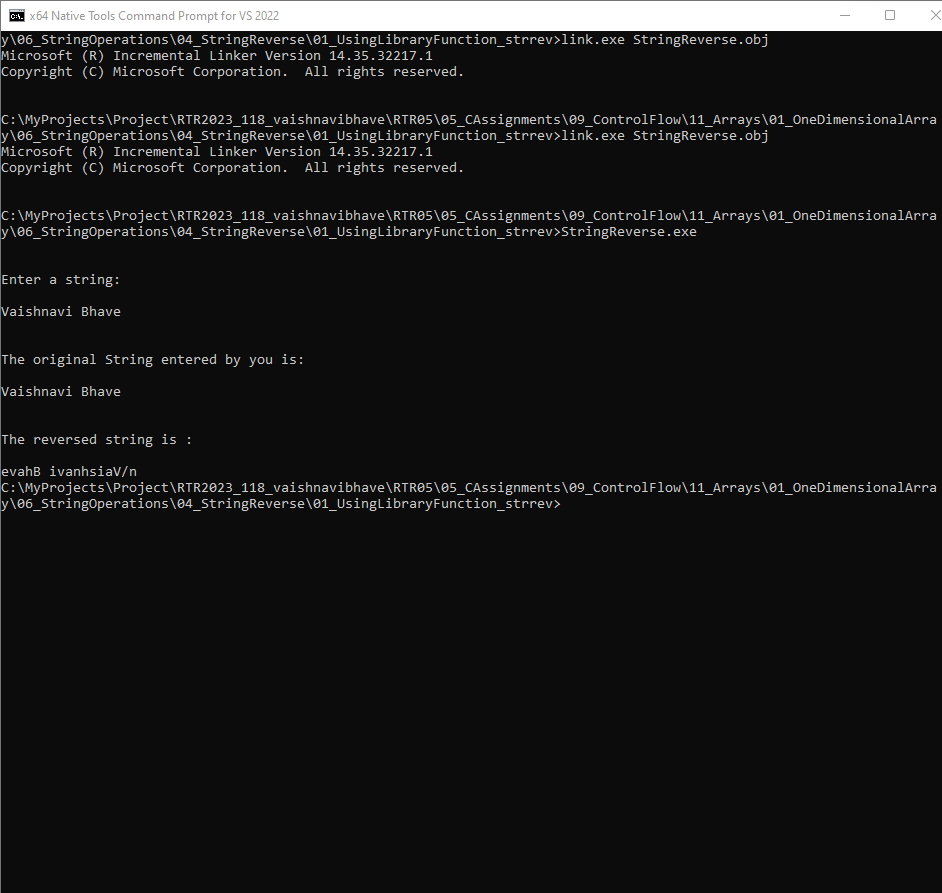 x64 Native Tools Command Prompt for VS 2022
y\06_StringOperations\04_StringReverse\01_UsingLibraryFunction_strrev>link.exe StringReverse.obj
Microsoft (R) Incremental Linker Version 14.35.32217.1
Copyright (C) Microsoft Corporation.  All rights reserved.
C:\MyProjects\Project\RTR2023_118_vaishnavibhave\RTR05\05_CAssignments\09_ControlFlow\11_Arrays\01_OneDimensionalArra
y\06_StringOperations\04_StringReverse\01_UsingLibraryFunction_strrev>link.exe StringReverse.obj
Microsoft (R) Incremental Linker Version 14.35.32217.1
Copyright (C) Microsoft Corporation.  All rights reserved.
C:\MyProjects\Project\RTR2023_118_vaishnavibhave\RTR05\05_CAssignments\09_ControlFlow\11_Arrays\01_OneDimensionalArra
y\06_StringOperations\04_StringReverse\01_UsingLibraryFunction_strrev>StringReverse.exe
Enter a string:
Vaishnavi Bhave
The original String entered by you is:
Vaishnavi Bhave
The reversed string is :
evahB ivanhsiaV/n
C:\MyProjects\Project\RTR2023_118_vaishnavibhave\RTR05\05_CAssignments\09_ControlFlow\11_Arrays\01_OneDimensionalArra
y\06_StringOperations\04_StringReverse\01_UsingLibraryFunction_strrev>